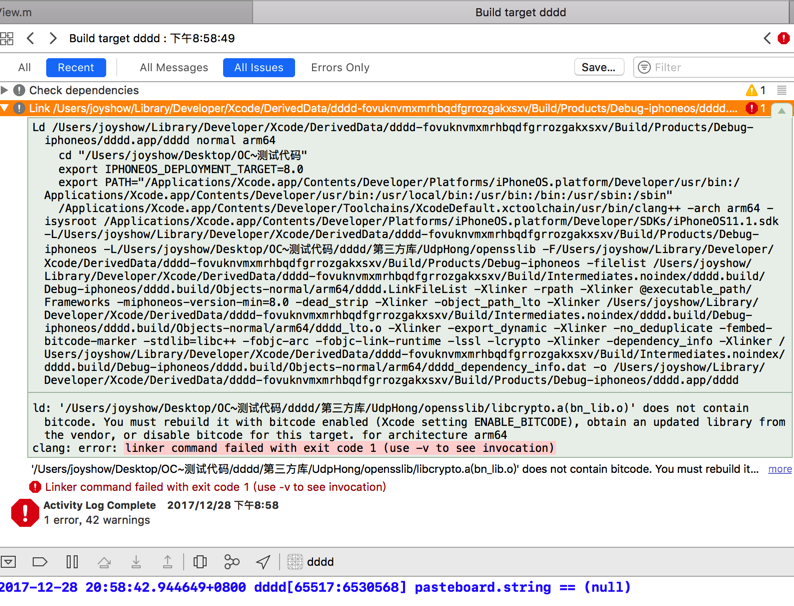 View.m
Build target dddd
Build target dddd : 下午8:58:49
All Recent All Messages All Issues Errors Only Save... Filter
Check dependencies 1
Link /Users/joyshow/Library/Developer/Xcode/DerivedData/dddd-fovuknvmxmrhbqdfgrrozgakxsxv/Build/Products/Debug-iphoneos/dddd.... 1
Ld /Users/joyshow/Library/Developer/Xcode/DerivedData/dddd-fovuknvmxmrhbqdfgrrozgakxsxv/Build/Products/Debug-
iphoneos/dddd.app/dddd normal arm64
cd "/Users/joyshow/Desktop/OC~测试代码"
export IPHONEOS_DEPLOYMENT_TARGET=8.0
export PATH="/Applications/Xcode.app/Contents/Developer/Platforms/iPhoneOS.platform/Developer/usr/bin:/
Applications/Xcode.app/Contents/Developer/usr/bin:/usr/local/bin:/usr/bin:/bin:/usr/sbin:/sbin"
/Applications/Xcode.app/Contents/Developer/Toolchains/XcodeDefault.xctoolchain/usr/bin/clang++ -arch arm64 -
isysroot /Applications/Xcode.app/Contents/Developer/Platforms/iPhoneOS.platform/Developer/SDKs/iPhoneOS11.1.sdk
-L/Users/joyshow/Library/Developer/Xcode/DerivedData/dddd-fovuknvmxmrhbqdfgrrozgakxsxv/Build/Products/Debug-
iphoneos -L/Users/joyshow/Desktop/OC~测试代码/dddd/第三方库/UdpHong/opensslib -F/Users/joyshow/Library/Developer/
Xcode/DerivedData/dddd-fovuknvmxmrhbqdfgrrozgakxsxv/Build/Products/Debug-iphoneos -filelist /Users/joyshow/
Library/Developer/Xcode/DerivedData/dddd-fovuknvmxmrhbqdfgrrozgakxsxv/Build/Intermediates.noindex/dddd.build/
Debug-iphoneos/dddd.build/Objects-normal/arm64/dddd.LinkFileList -Xlinker -rpath -Xlinker @executable_path/
Frameworks -miphoneos-version-min=8.0 -dead_strip -Xlinker -object_path_lto -Xlinker /Users/joyshow/Library/
Developer/Xcode/DerivedData/dddd-fovuknvmxmrhbqdfgrrozgakxsxv/Build/Intermediates.noindex/dddd.build/Debug-
iphoneos/dddd.build/Objects-normal/arm64/dddd_lto.o -Xlinker -export_dynamic -Xlinker -no_deduplicate -fembed-
bitcode-marker -stdlib=libc++ -fobjc-arc -fobjc-link-runtime -lssl -lcrypto -Xlinker -dependency_info -Xlinker /
Users/joyshow/Library/Developer/Xcode/DerivedData/dddd-fovuknvmxmrhbqdfgrrozgakxsxv/Build/Intermediates.noindex/
dddd.build/Debug-iphoneos/dddd.build/Objects-normal/arm64/dddd_dependency_info.dat -o /Users/joyshow/Library/
Developer/Xcode/DerivedData/dddd-fovuknvmxmrhbqdfgrrozgakxsxv/Build/Products/Debug-iphoneos/dddd.app/dddd
ld: '/Users/joyshow/Desktop/OC~测试代码/dddd/第三方库/UdpHong/opensslib/libcrypto.a(bn_lib.o)' does not contain
bitcode. You must rebuild it with bitcode enabled (Xcode setting ENABLE_BITCODE), obtain an updated library from
the vendor, or disable bitcode for this target. for architecture arm64
clang: error: linker command failed with exit code 1 (use -v to see invocation)
'/Users/joyshow/Desktop/OC~测试代码/dddd/第三方库/UdpHong/opensslib/libcrypto.a(bn_lib.o)' does not contain bitcode. You must rebuild it... more
Linker command failed with exit code 1 (use -v to see invocation)
Activity Log Complete 2017/12/28 下午8:58
1 error, 42 warnings
dddd
2017-12-28 20:58:42.944649+0800 dddd[65517:6530568] pasteboard.string == (null)